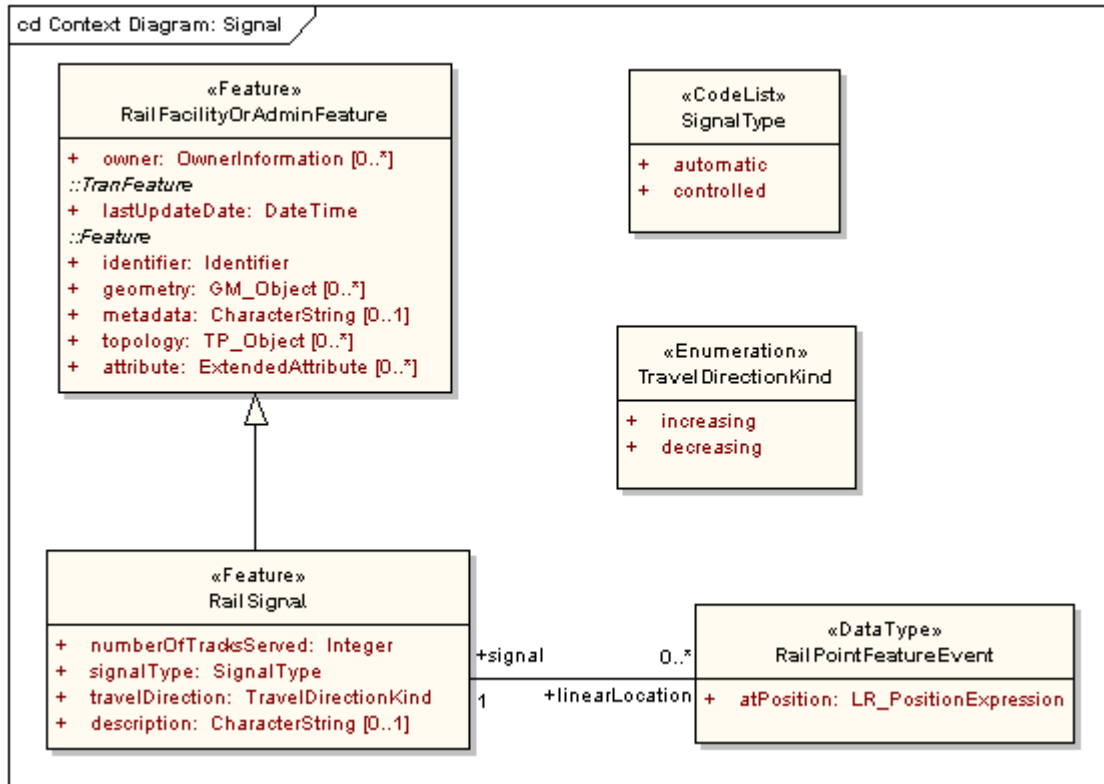 cd Context Diagram: Signal
«Feature»
RailFacilityOrAdminFeature
+ owner: OwnerInformation [0..*]
::TranFeature
+ lastUpdateDate: DateTime
::Feature
+ identifier: Identifier
+ geometry: GM_Object [0..*]
+ metadata: CharacterString [0..1]
+ topology: TP_Object [0..*]
+ attribute: ExtendedAttribute [0..*]
«CodeList»
SignalType
+ automatic
+ controlled
«Enumeration»
TravelDirectionKind
+ increasing
+ decreasing
«Feature»
RailSignal
+ numberOfTracksServed: Integer
+ signalType: SignalType
+ travelDirection: TravelDirectionKind
+ description: CharacterString [0..1]
+signal 0..*
1 +linearLocation
«DataType»
RailPointFeatureEvent
+ atPosition: LR_PositionExpression